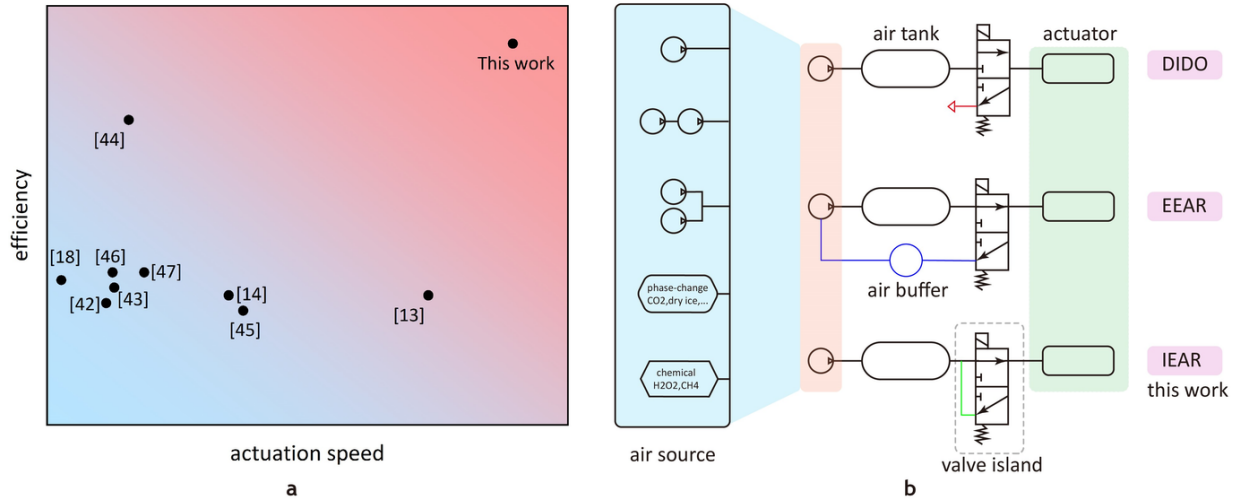 efficiency
This work
[44]
[18]
[46]
[47]
[42]
[43]
[14]
[45]
[13]
actuation speed
a
air tank
actuator
DIDO
EEAR
air buffer
phase-change
CO2,dry ice,...
chemical
H2O2,CH4
IEAR
this work
air source
valve island
b